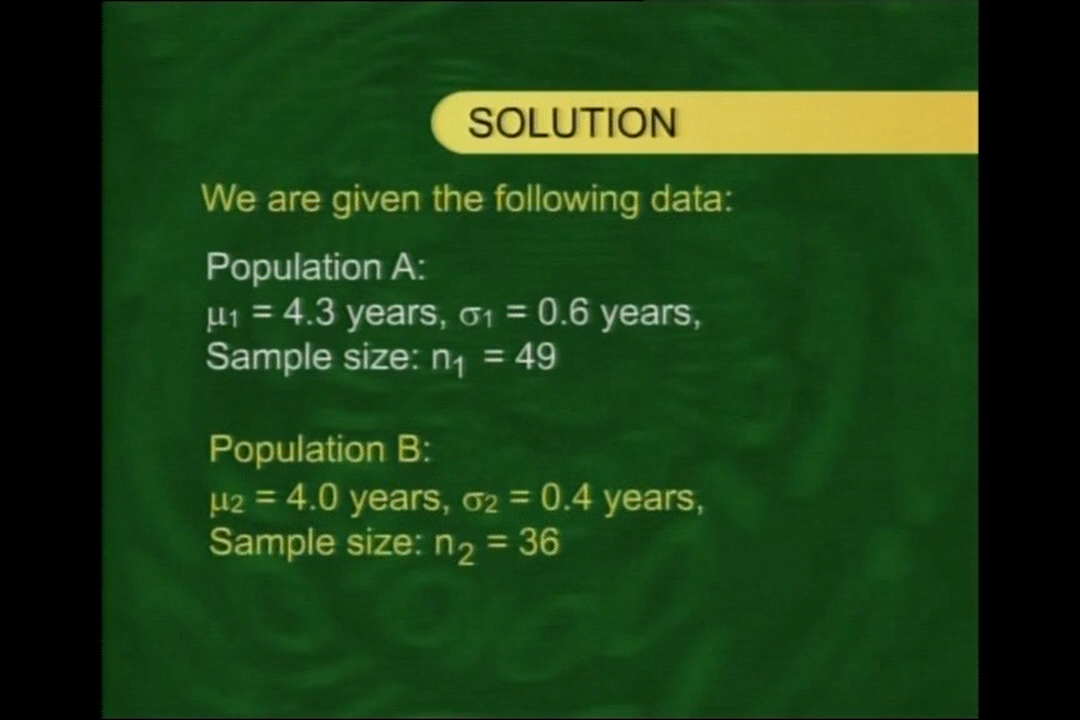 SOLUTION
We are given the following data:
Population A:
μ1 = 4.3 years, σ1 = 0.6 years,
Sample size: n1 = 49
Population B:
μ2 = 4.0 years, σ2 = 0.4 years,
Sample size: n2 = 36